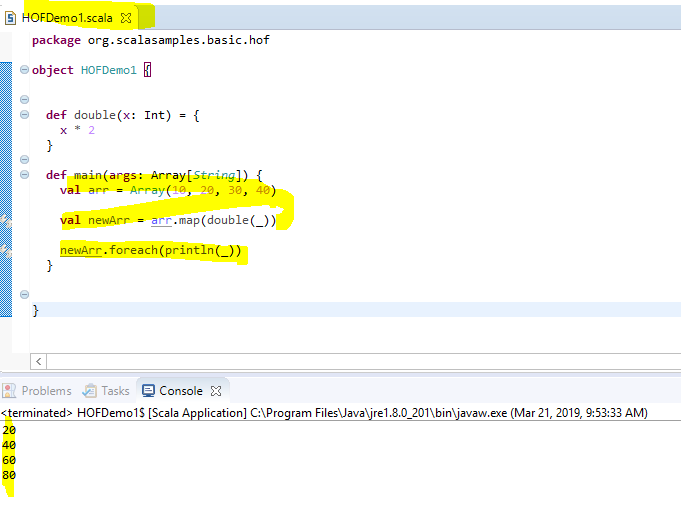 HOFDemo1.scala
package org.scalasamples.basic.hof
object HOFDemo1 {
def double(x: Int) = {
x * 2
}
def main(args: Array[String]) {
val arr = Array(10, 20, 30, 40)
val newArr = arr.map(double(_))
newArr.foreach(println(_))
}
}
Problems Tasks Console
<terminated> HOFDemo1$ [Scala Application] C:\Program Files\Java\jre1.8.0_201\bin\javaw.exe (Mar 21, 2019, 9:53:33 AM)
20
40
60
80